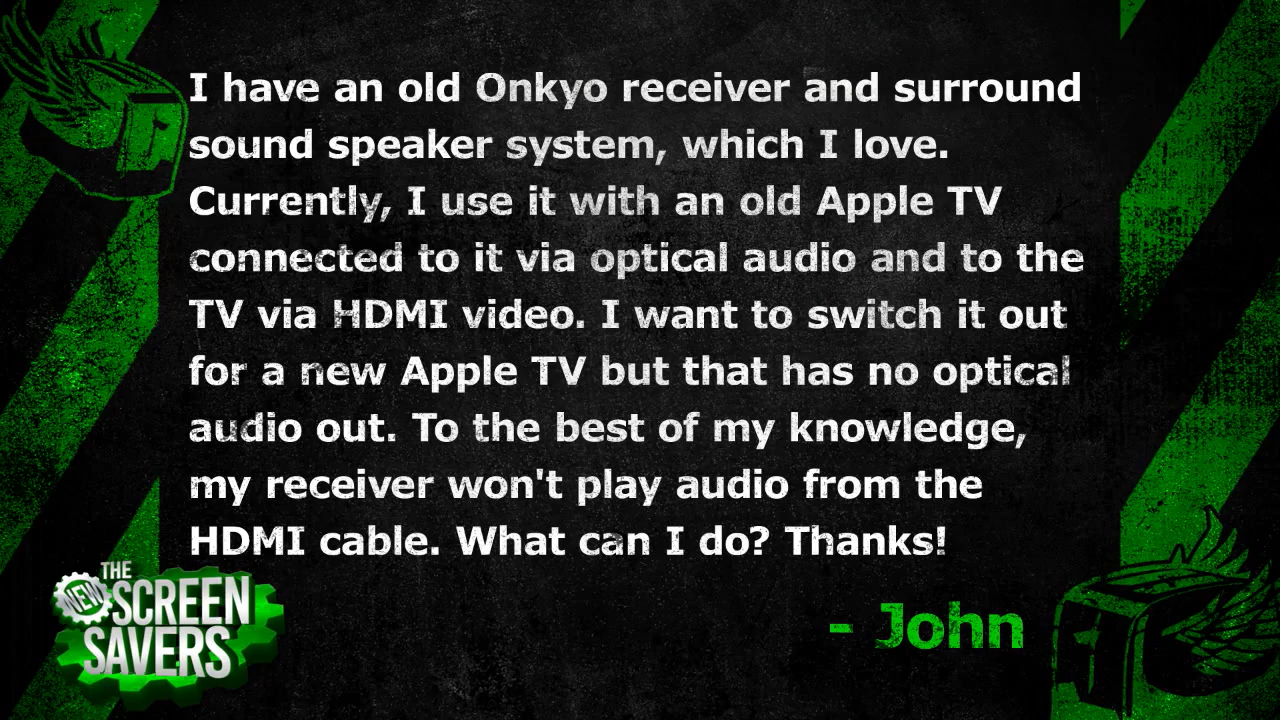 I have an old Onkyo receiver and surround
sound speaker system, which I love.
Currently, I use it with an old Apple TV
connected to it via optical audio and to the
TV via HDMI video. I want to switch it out
for a new Apple TV but that has no optical
audio out. To the best of my knowledge,
my receiver won't play audio from the
HDMI cable. What can I do? Thanks!
- John
THE
NEW SCREEN
SAVERS